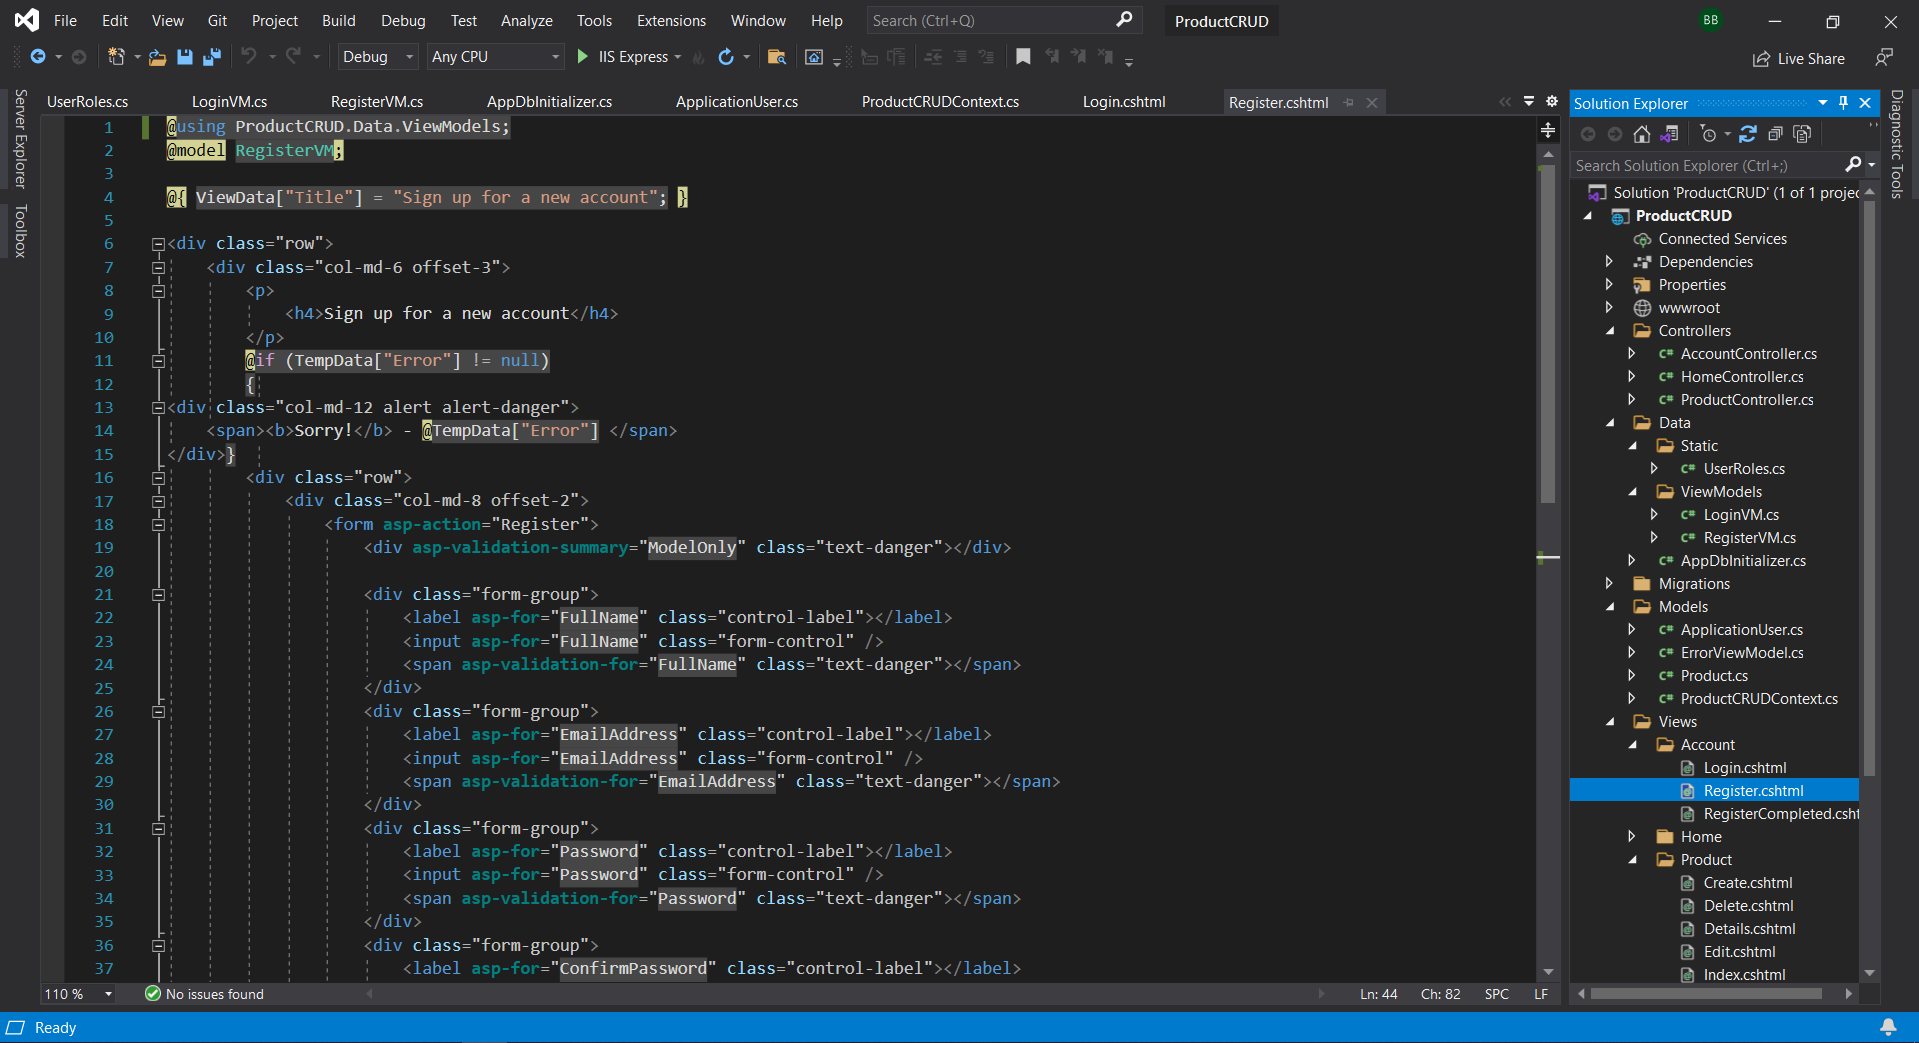 File Edit View Git Project Build Debug Test Analyze Tools Extensions Window Help Search (Ctrl+Q) ProductCRUD BB
Debug Any CPU IIS Express Live Share
Server Explorer
Toolbox
UserRoles.cs LoginVM.cs RegisterVM.cs AppDbInitializer.cs ApplicationUser.cs ProductCRUDContext.cs Login.cshtml Register.cshtml
1 @using ProductCRUD.Data.ViewModels;
2 @model RegisterVM;
3
4 @{ ViewData["Title"] = "Sign up for a new account"; }
5
6 <div class="row">
7 <div class="col-md-6 offset-3">
8 <p>
9 <h4>Sign up for a new account</h4>
10 </p>
11 @if (TempData["Error"] != null)
12 {
13 <div class="col-md-12 alert alert-danger">
14 <span><b>Sorry!</b> - @TempData["Error"] </span>
15 </div>}
16 <div class="row">
17 <div class="col-md-8 offset-2">
18 <form asp-action="Register">
19 <div asp-validation-summary="ModelOnly" class="text-danger"></div>
20
21 <div class="form-group">
22 <label asp-for="FullName" class="control-label"></label>
23 <input asp-for="FullName" class="form-control" />
24 <span asp-validation-for="FullName" class="text-danger"></span>
25 </div>
26 <div class="form-group">
27 <label asp-for="EmailAddress" class="control-label"></label>
28 <input asp-for="EmailAddress" class="form-control" />
29 <span asp-validation-for="EmailAddress" class="text-danger"></span>
30 </div>
31 <div class="form-group">
32 <label asp-for="Password" class="control-label"></label>
33 <input asp-for="Password" class="form-control" />
34 <span asp-validation-for="Password" class="text-danger"></span>
35 </div>
36 <div class="form-group">
37 <label asp-for="ConfirmPassword" class="control-label"></label>
110 % No issues found Ln: 44 Ch: 82 SPC LF
Solution Explorer
Search Solution Explorer (Ctrl+;)
Solution 'ProductCRUD' (1 of 1 projec
ProductCRUD
Connected Services
Dependencies
Properties
wwwroot
Controllers
C# AccountController.cs
C# HomeController.cs
C# ProductController.cs
Data
Static
C# UserRoles.cs
ViewModels
C# LoginVM.cs
C# RegisterVM.cs
C# AppDbInitializer.cs
Migrations
Models
C# ApplicationUser.cs
C# ErrorViewModel.cs
C# Product.cs
C# ProductCRUDContext.cs
Views
Account
Login.cshtml
Register.cshtml
RegisterCompleted.csht
Home
Product
Create.cshtml
Delete.cshtml
Details.cshtml
Edit.cshtml
Index.cshtml
Diagnostic Tools
Ready